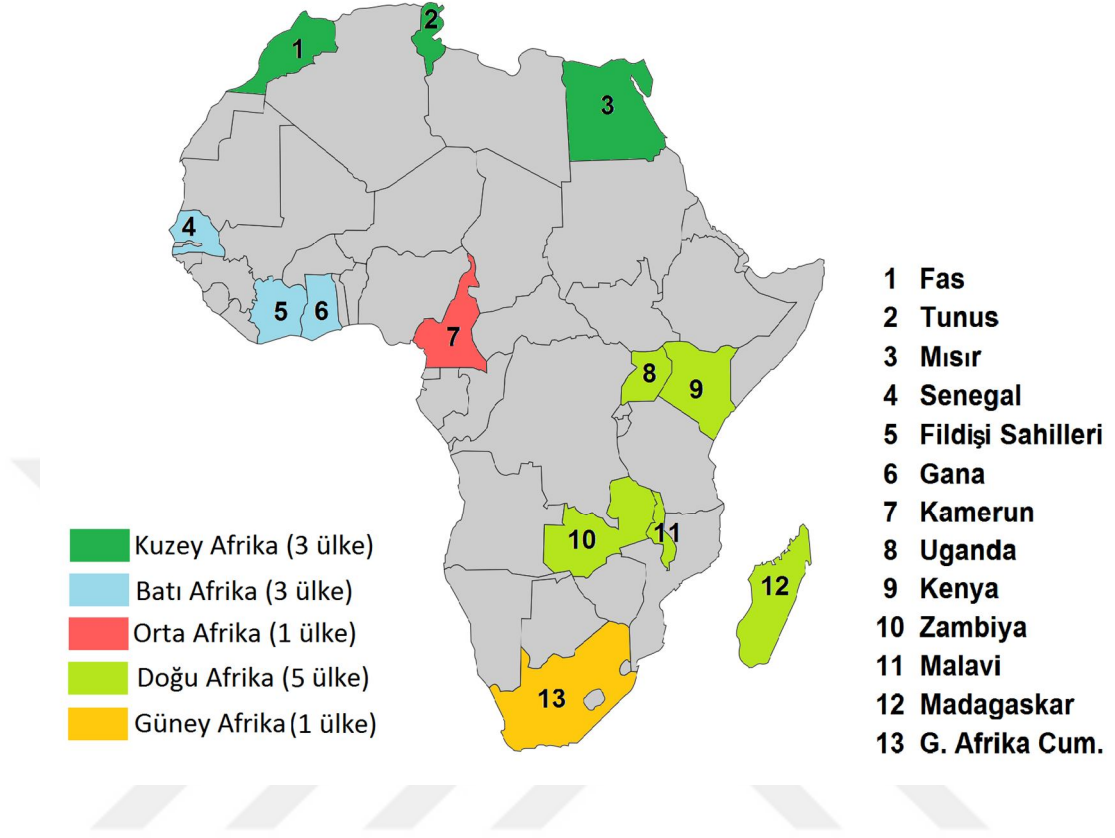 1
2
3
4
5
6
7
8
9
10
11
12
13
Kuzey Afrika (3 ülke)
Batı Afrika (3 ülke)
Orta Afrika (1 ülke)
Doğu Afrika (5 ülke)
Güney Afrika (1 ülke)
1 Fas
2 Tunus
3 Mısır
4 Senegal
5 Fildişi Sahilleri
6 Gana
7 Kamerun
8 Uganda
9 Kenya
10 Zambiya
11 Malavi
12 Madagaskar
13 G. Afrika Cum.